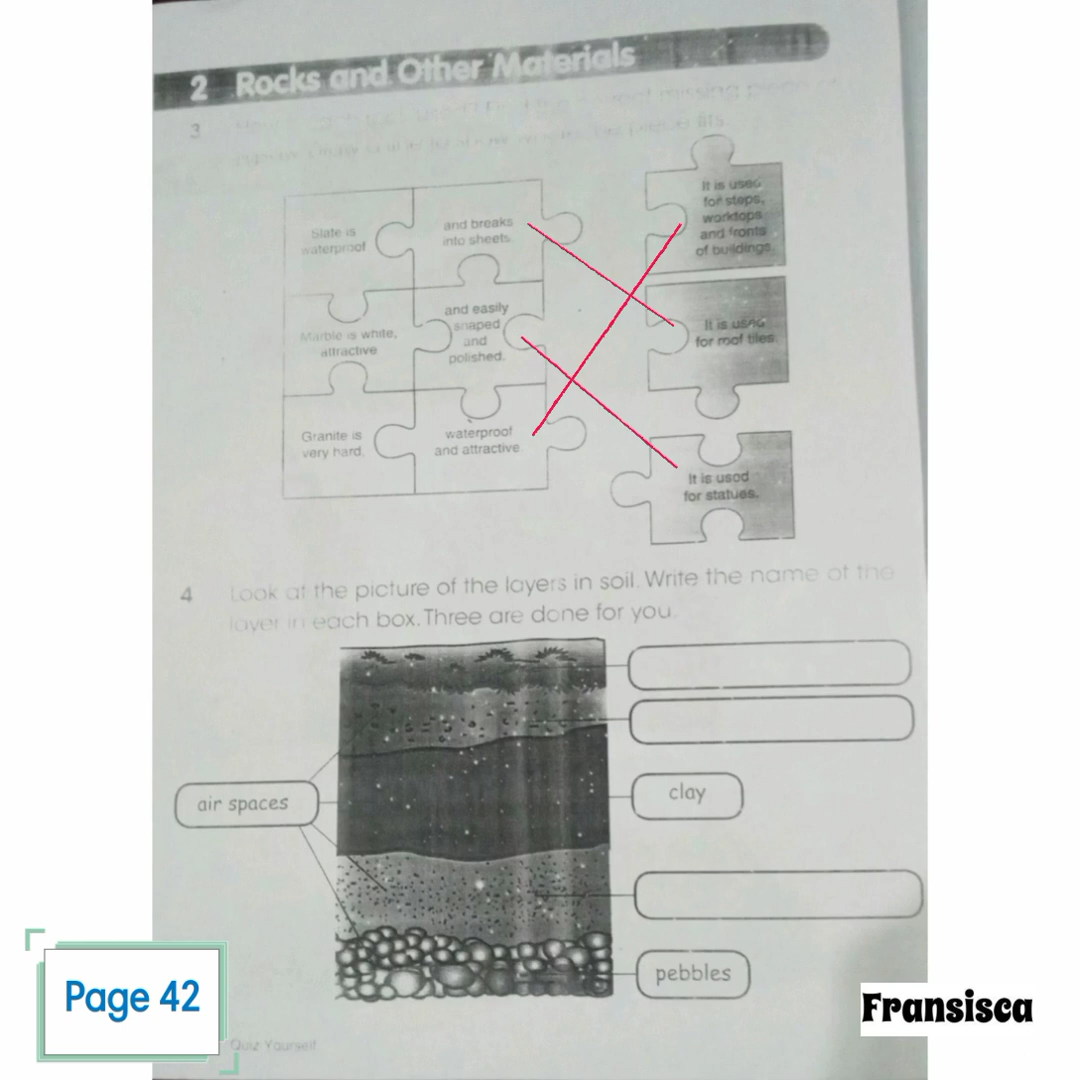 2 Rocks and Other Materials
3
Slate is
waterproof
and breaks
into sheets.
It is used
for steps,
worktops
and fronts
of buildings.
Marble is white,
attractive
and easily
shaped
and
polished.
It is used
for roof tiles.
Granite is
very hard,
waterproof
and attractive.
It is used
for statues.
4 Look at the picture of the layers in soil. Write the name of the
layer in each box. Three are done for you.
air spaces
clay
pebbles
Page 42
Fransisca
Quiz Yourself